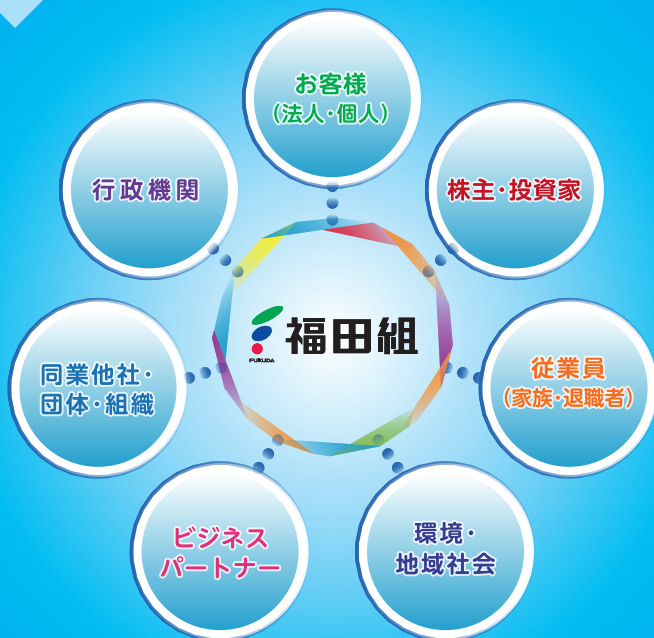 お客様
(法人・個人)
株主・投資家
従業員
(家族・退職者)
環境・
地域社会
ビジネス
パートナー
同業他社・
団体・組織
行政機関
FUKUDA
福田組